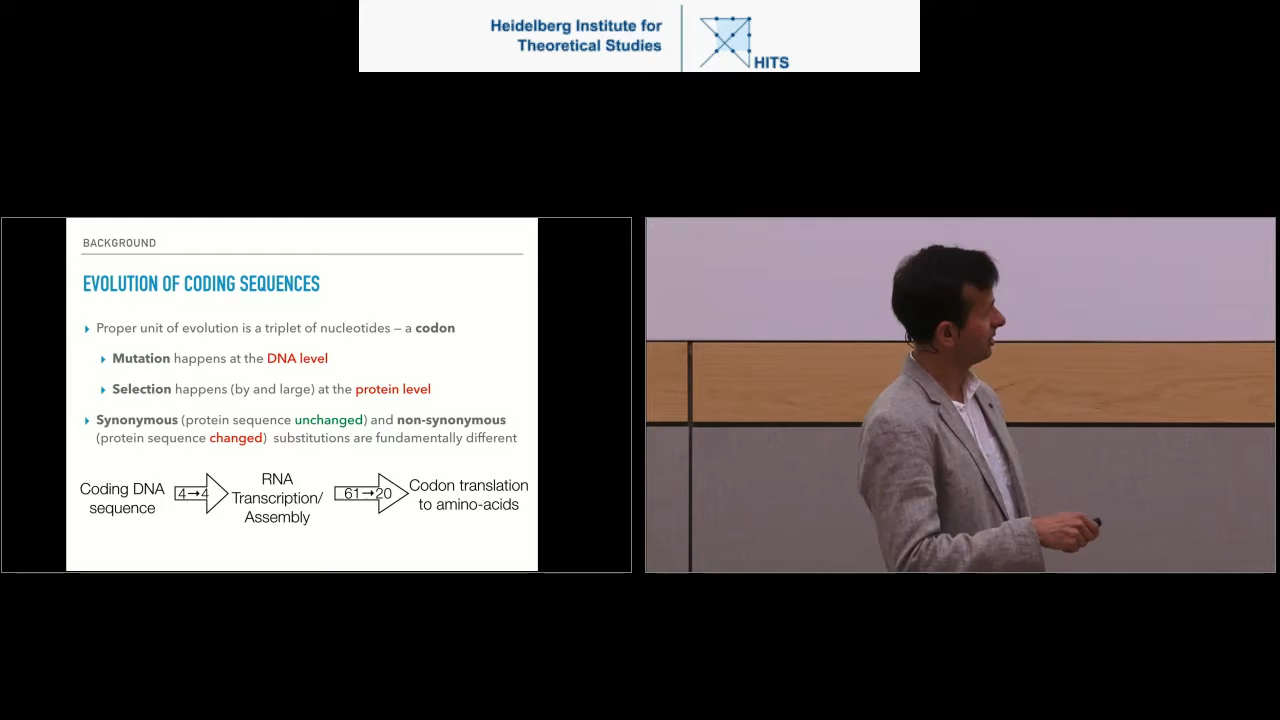 Heidelberg Institute for
Theoretical Studies
HITS
BACKGROUND
EVOLUTION OF CODING SEQUENCES
Proper unit of evolution is a triplet of nucleotides – a codon
Mutation happens at the DNA level
Selection happens (by and large) at the protein level
Synonymous (protein sequence unchanged) and non-synonymous
(protein sequence changed) substitutions are fundamentally different
Coding DNA
sequence
4→4
RNA
Transcription/
Assembly
61→20
Codon translation
to amino-acids